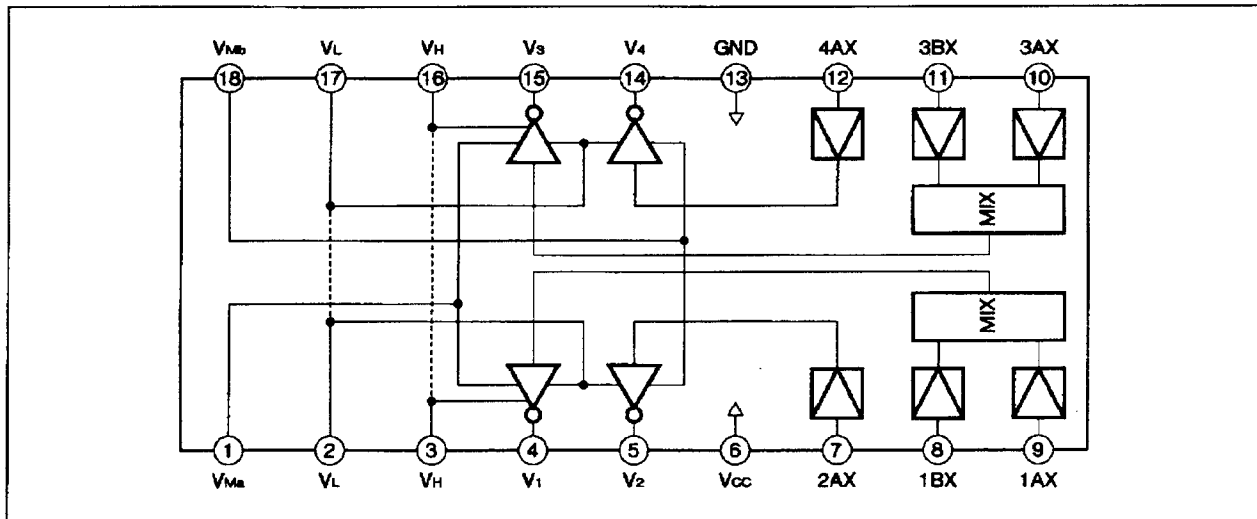 VMb VL VH V3 V4 GND 4AX 3BX 3AX
18 17 16 15 14 13 12 11 10
MIX
MIX
1 2 3 4 5 6 7 8 9
VMa VL VH V1 V2 VCC 2AX 1BX 1AX